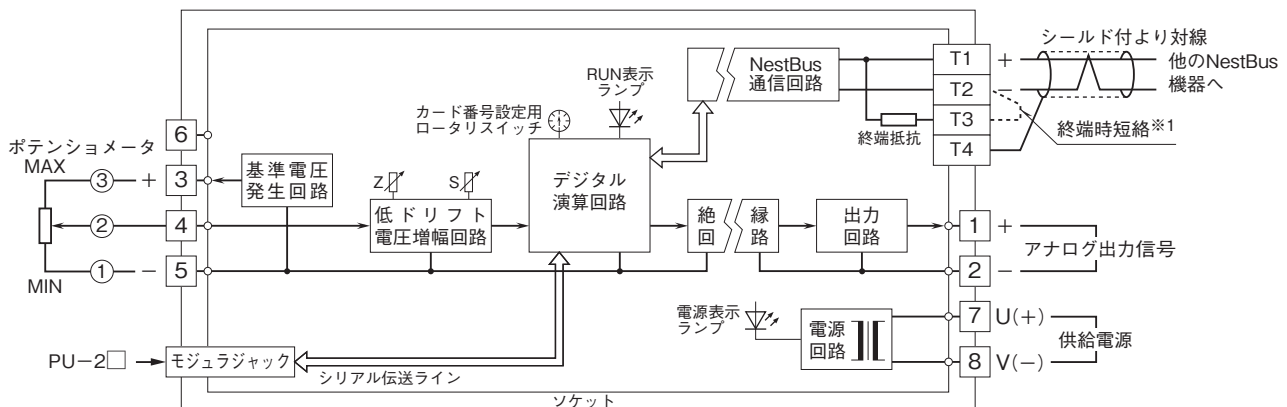 シールド付より対線
他のNestBus
機器へ
T1
+
T2
−
T3
T4
NestBus
通信回路
終端抵抗
終端時短絡※1
RUN表示
ランプ
カード番号設定用
ロータリスイッチ
6
ポテンショメータ
MAX
③
+
3
基準電圧
発生回路
Z
S
デジタル
演算回路
②
4
低ドリフト
電圧増幅回路
絶 縁
回 路
出力
回路
1
+
アナログ出力信号
①
−
5
2
−
MIN
電源表示
ランプ
電源
回路
7
U(+)
供給電源
8
V(−)
PU−2□
モジュラジャック
シリアル伝送ライン
ソケット